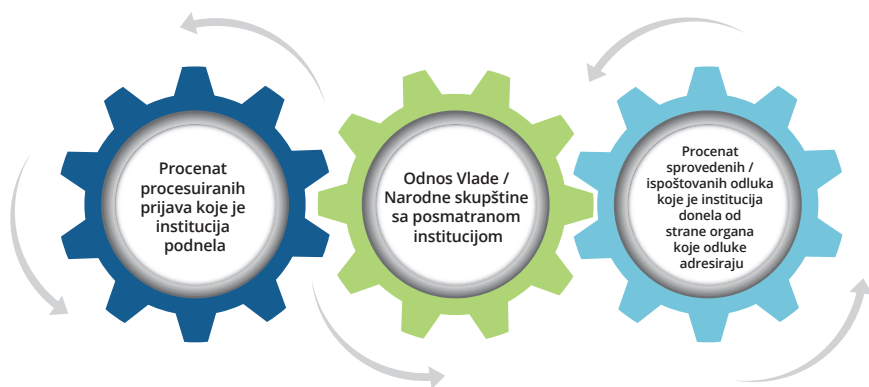 Procenat
procesuiranih
prijava koje je
institucija
podnela
Odnos Vlade /
Narodne skupštine
sa posmatranom
institucijom
Procenat
sprovedenih /
ispoštovanih odluka
koje je institucija
donela od
strane organa
koje odluke
adresiraju